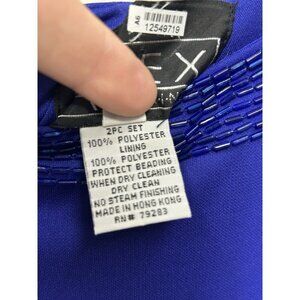 A6
12549719
EX
2PC SET
100% POLYESTER
LINING
100% POLYESTER
PROTECT BEADING
WHEN DRY CLEANING
DRY CLEAN
NO STEAM FINISHING
MADE IN HONG KONG
RN# 79283